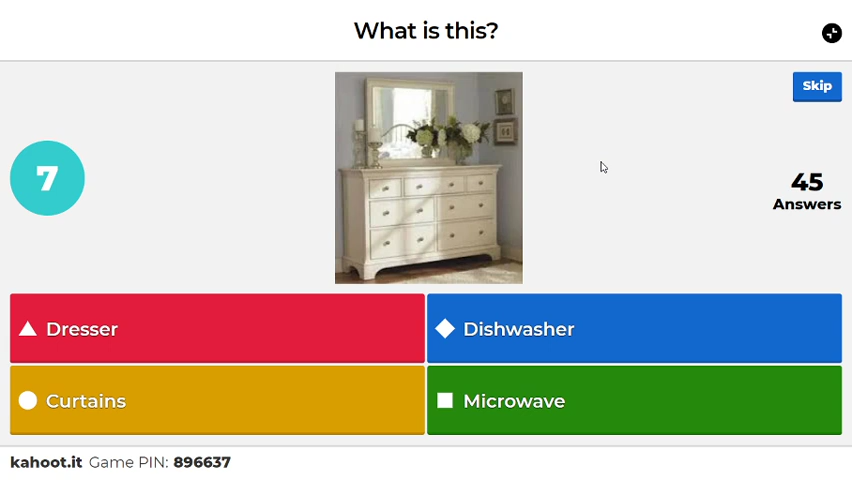 What is this?
Skip
7
45
Answers
Dresser
Dishwasher
Curtains
Microwave
kahoot.it Game PIN: 896637